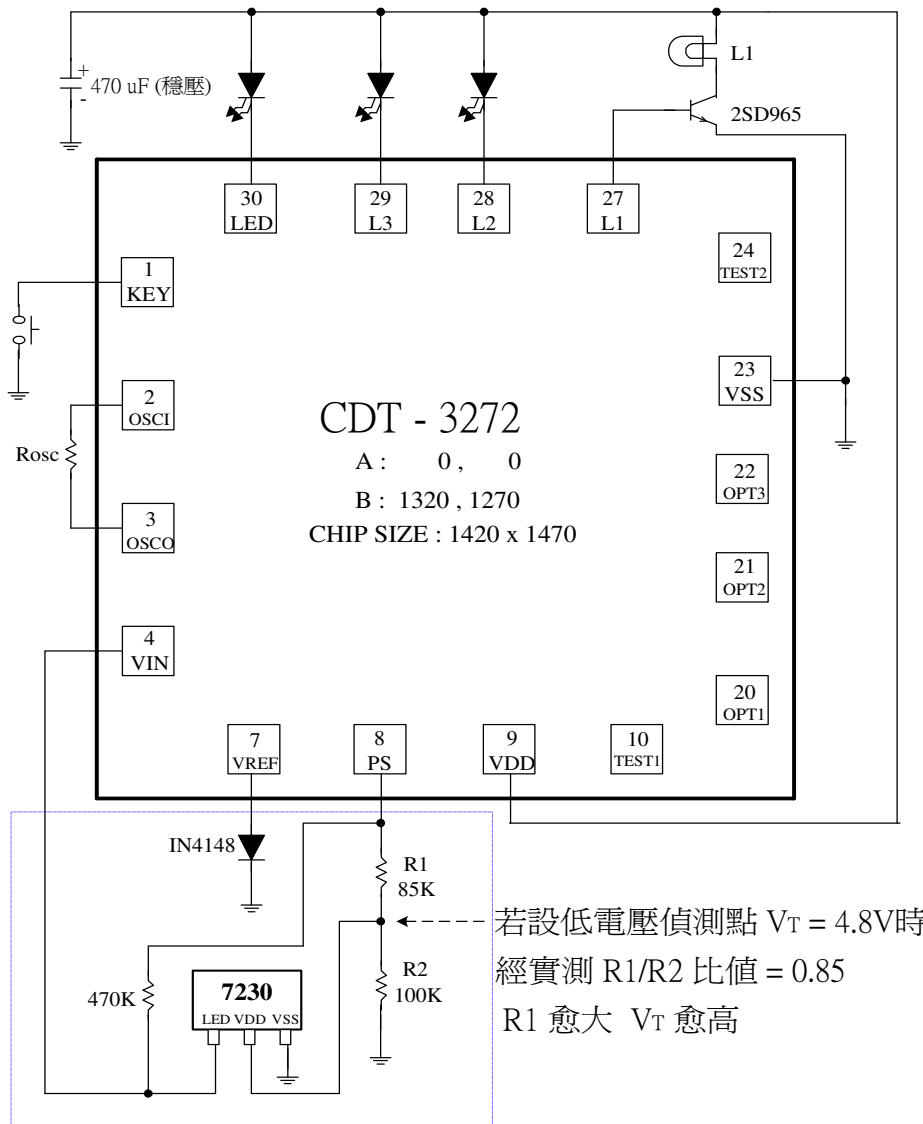 +
470 uF (穩壓)
-
L1
2SD965
30
LED
29
L3
28
L2
27
L1
24
TEST2
1
KEY
23
VSS
2
OSCI
CDT - 3272
Rosc
A : 0 , 0
22
OPT3
B : 1320 , 1270
3
OSCO
CHIP SIZE : 1420 x 1470
21
OPT2
4
VIN
20
OPT1
7
VREF
8
PS
9
VDD
10
TEST1
IN4148
R1
85K
若設低電壓偵測點 VT = 4.8V時
經實測 R1/R2 比值 = 0.85
R1 愈大 VT 愈高
R2
100K
470K
7230
LED VDD VSS